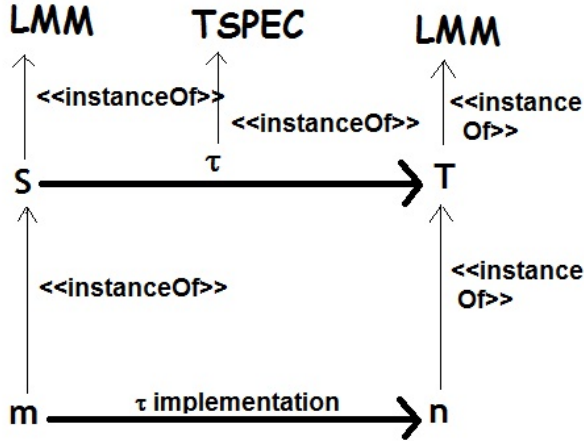 LMM TSPEC LMM
<<instanceOf>> <<instance
Of>>
<<instanceOf>>
τ
S T
<<instanceOf>> <<instance
Of>>
τ implementation
m n